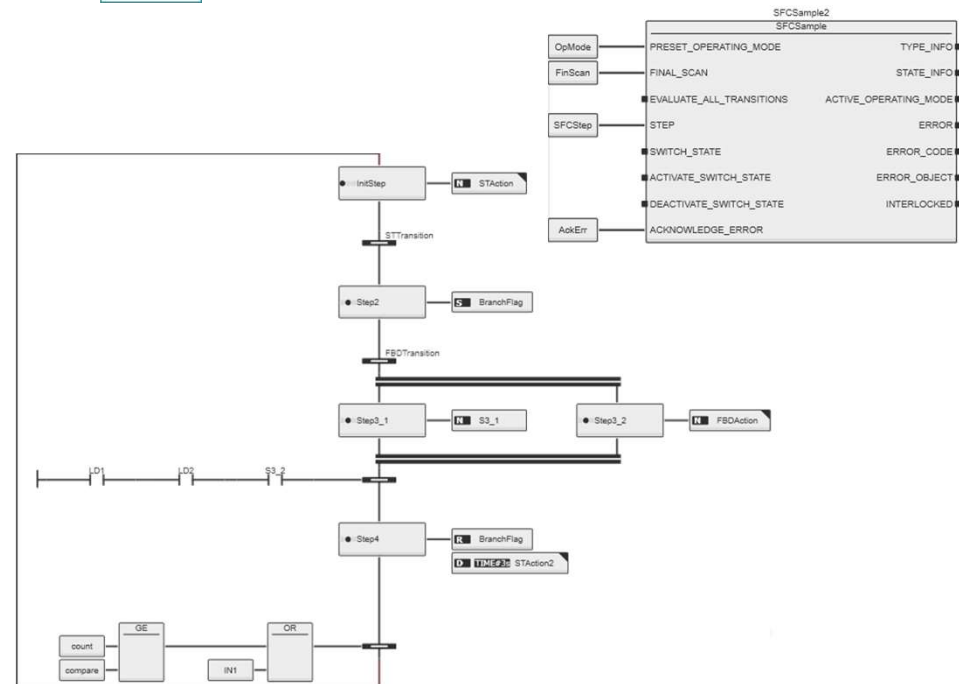 SFCSample2
SFCSample
OpMode PRESET_OPERATING_MODE TYPE_INFO
FinScan FINAL_SCAN STATE_INFO
EVALUATE_ALL_TRANSITIONS ACTIVE_OPERATING_MODE
SFCStep STEP ERROR
SWITCH_STATE ERROR_CODE
ACTIVATE_SWITCH_STATE ERROR_OBJECT
DEACTIVATE_SWITCH_STATE INTERLOCKED
AckErr ACKNOWLEDGE_ERROR
InitStep N STAction
STTransition
Step2 S BranchFlag
FBDTransition
Step3_1 N S3_1 Step3_2 N FBDAction
LD1 LD2 S3_2
Step4 R BranchFlag
D TIME#3s STAction2
GE OR
count
compare IN1